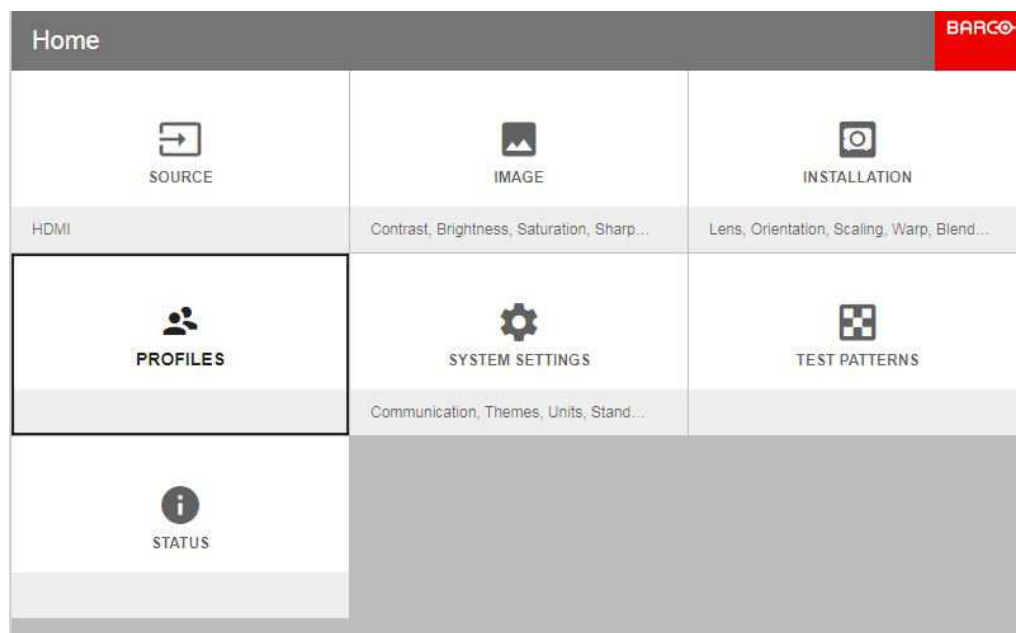 Home
BARCO
SOURCE
IMAGE
INSTALLATION
HDMI
Contrast, Brightness, Saturation, Sharp...
Lens, Orientation, Scaling, Warp, Blend...
PROFILES
SYSTEM SETTINGS
TEST PATTERNS
Communication, Themes, Units, Stand...
STATUS